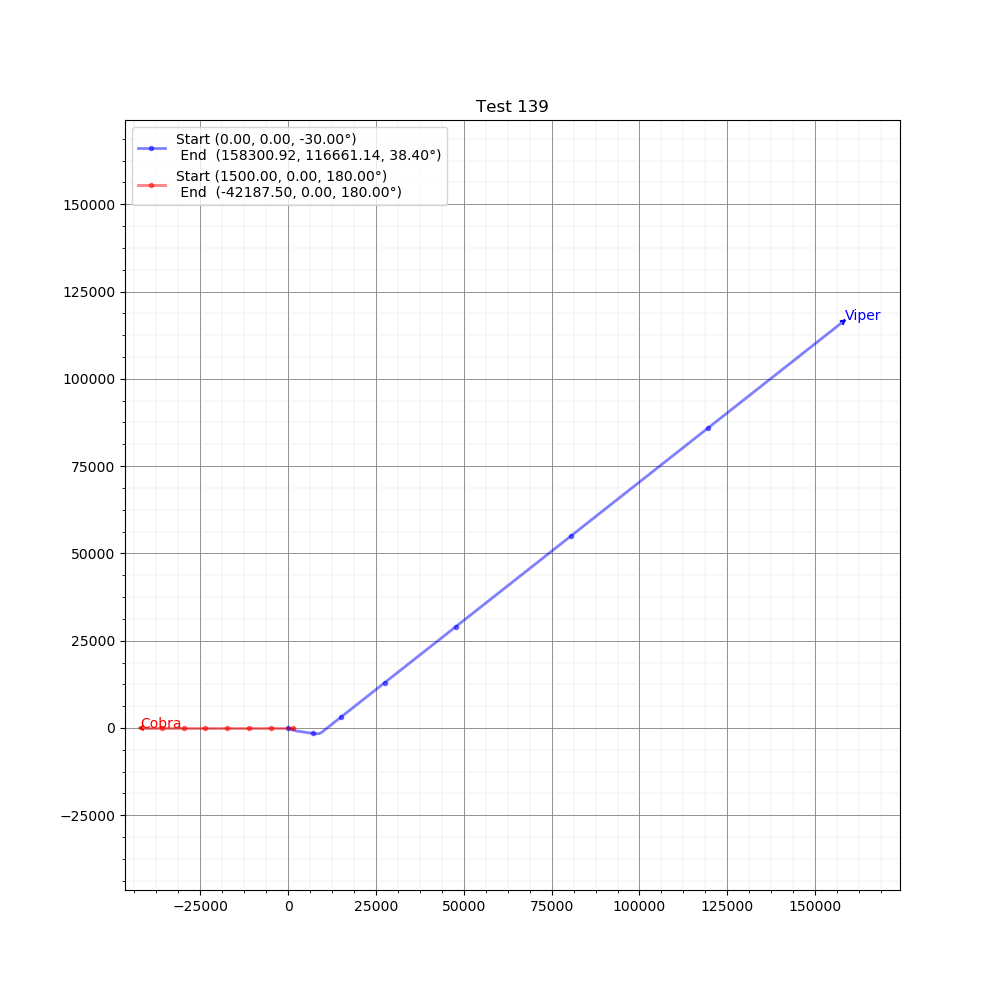 Test 139
Start (0.00, 0.00, -30.00°)
End (158300.92, 116661.14, 38.40°)
Start (1500.00, 0.00, 180.00°)
End (-42187.50, 0.00, 180.00°)
150000
125000
100000
75000
50000
25000
0
−25000
Viper
Cobra
−25000 0 25000 50000 75000 100000 125000 150000